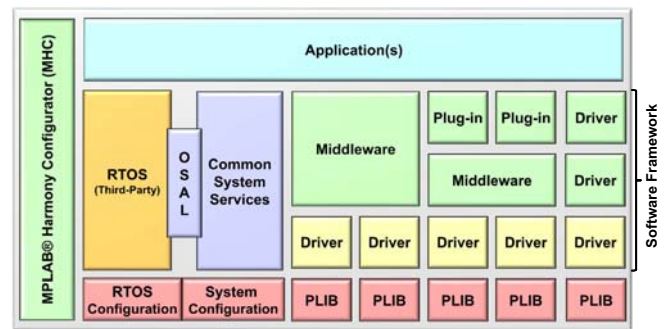 MPLAB® Harmony Configurator (MHC)
Application(s)
RTOS
(Third-Party)
OSAL
Common
System
Services
Middleware
Plug-in
Plug-in
Driver
Middleware
Driver
Driver
Driver
Driver
Driver
Driver
Software Framework
RTOS
Configuration
System
Configuration
PLIB
PLIB
PLIB
PLIB
PLIB